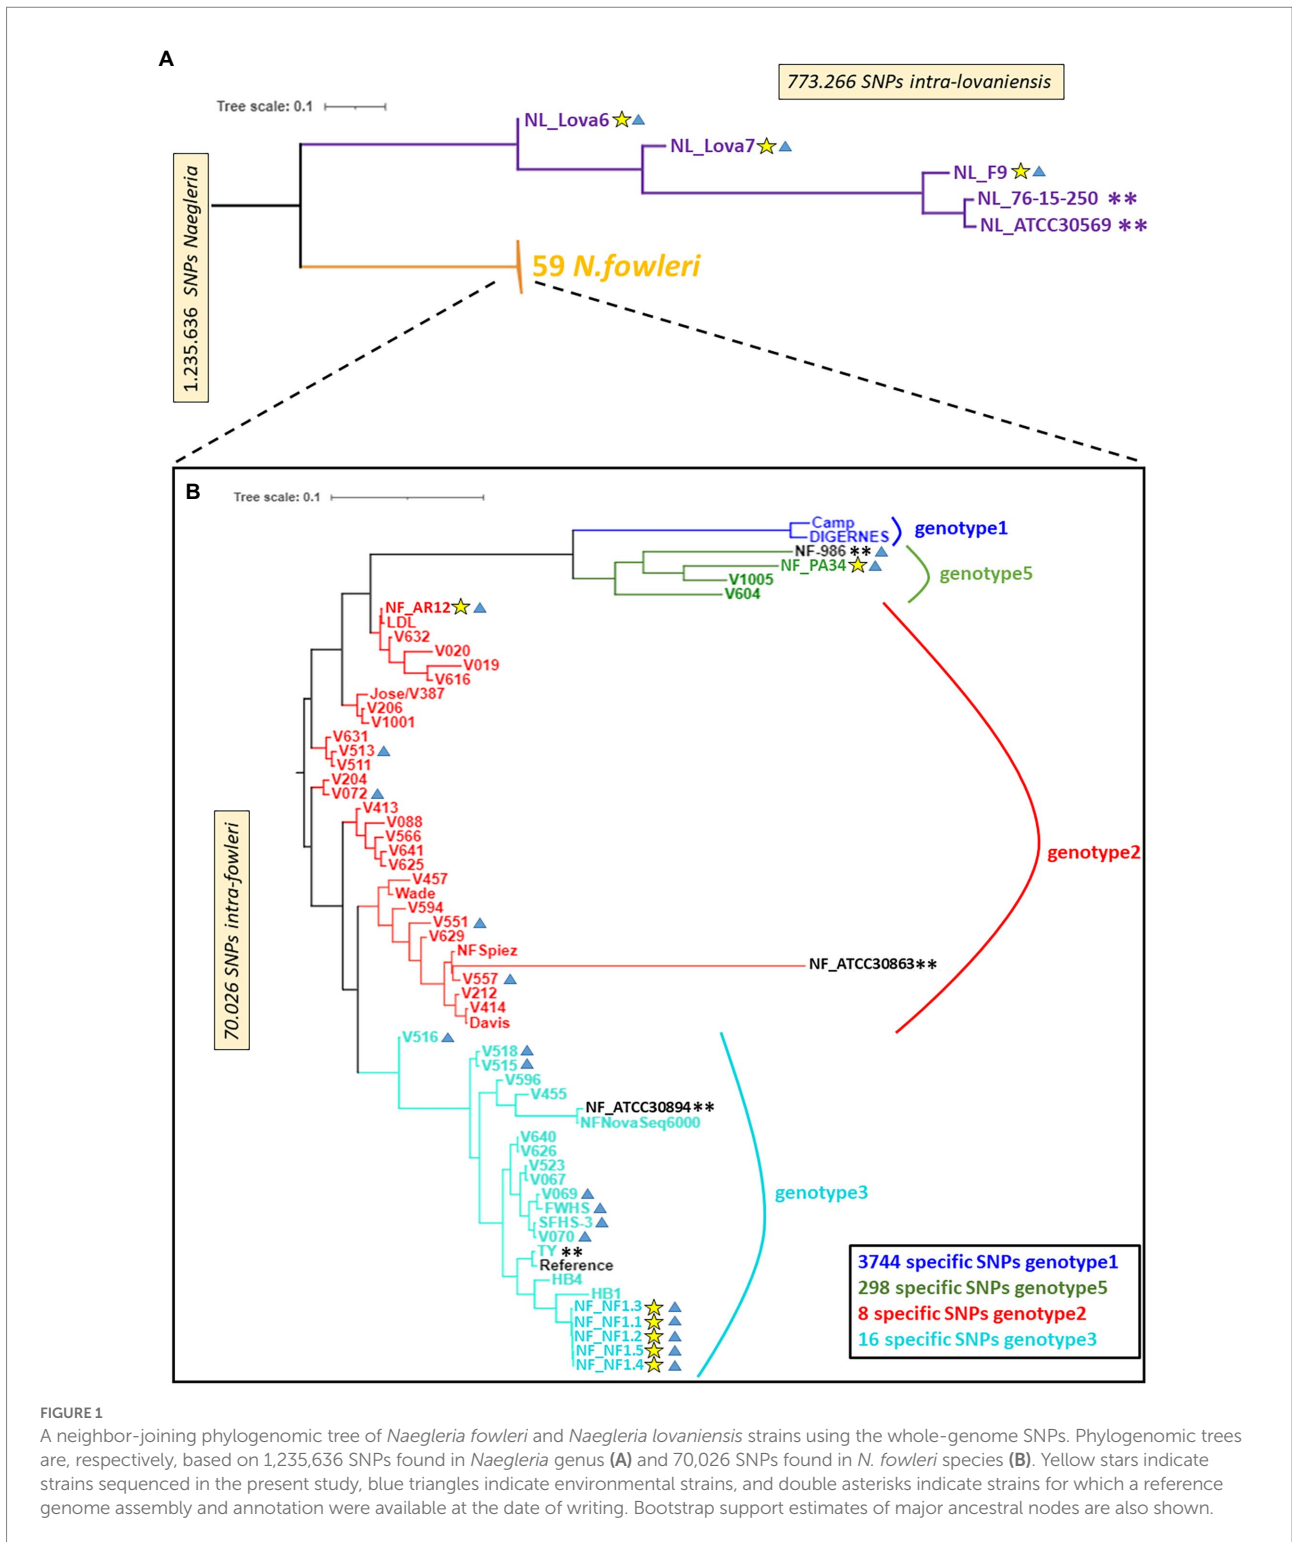 A
773.266 SNPs intra-lovaniensis
Tree scale: 0.1
NL_Lova6
NL_Lova7
NL_F9
NL_76-15-250 **
NL_ATCC30569 **
1.235.636 SNPs Naegleria
59 N.fowleri
B
Tree scale: 0.1
Camp
DIGERNES
genotype1
NF-986 **
NF_PA34
genotype5
V1005
V604
NF_AR12
LDL
V632
V020
V019
V616
Jose/V387
V206
V1001
V631
V513
V511
V204
V072
V413
V088
V566
V641
V625
genotype2
V457
Wade
V594
V551
V629
NFSpiez
NF_ATCC30863**
V557
V212
V414
Davis
70.026 SNPs intra-fowleri
V516
V518
V515
V596
V455
NF_ATCC30894**
NFNovaSeq6000
V640
V626
V523
V067
V069
genotype3
FWHS
SFHS-3
V070
TY **
Reference
HB4
HB1
NF_NF1.3
NF_NF1.1
NF_NF1.2
NF_NF1.5
NF_NF1.4
3744 specific SNPs genotype1
298 specific SNPs genotype5
8 specific SNPs genotype2
16 specific SNPs genotype3
FIGURE 1
A neighbor-joining phylogenomic tree of Naegleria fowleri and Naegleria lovaniensis strains using the whole-genome SNPs. Phylogenomic trees
are, respectively, based on 1,235,636 SNPs found in Naegleria genus (A) and 70,026 SNPs found in N. fowleri species (B). Yellow stars indicate
strains sequenced in the present study, blue triangles indicate environmental strains, and double asterisks indicate strains for which a reference
genome assembly and annotation were available at the date of writing. Bootstrap support estimates of major ancestral nodes are also shown.